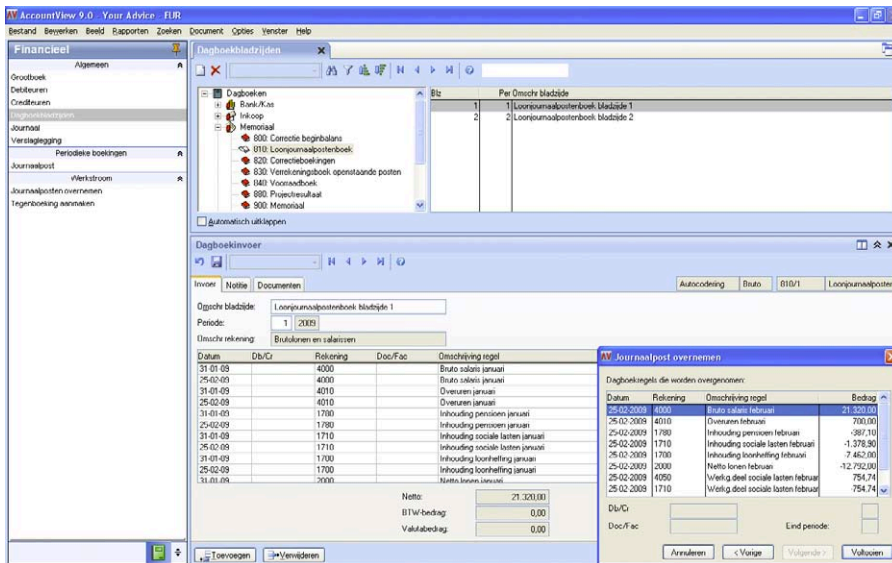 AccountView 9.0 - Your Advice - EUR
Bestand Bewerken Beeld Rapporten Zoeken Document Opties Venster Help
Financieel
Algemeen
Grootboek
Debiteuren
Crediteuren
Dagboekbladzijden
Journaal
Verslaglegging
Periodieke boekingen
Journaalpost
Werkstroom
Journaalposten overnemen
Tegenboeking aanmaken
Dagboekbladzijden
Dagboeken
Bank/Kas
Inkoop
Memoriaal
800: Correctie beginbalans
810: Loonjournaalpostenboek
820: Correctieboekingen
830: Verrekeningsboek openstaande posten
840: Voorraadboek
880: Projectresultaat
900: Memoriaal
Automatisch uitklappen
Blz Per Omschr bladzijde
1 1 Loonjournaalpostenboek bladzijde 1
2 2 Loonjournaalpostenboek bladzijde 2
Dagboekinvoer
Invoer Notitie Documenten
Autocodering Bruto 810/1 Loonjournaalposten
Omschr bladzijde: Loonjournaalpostenboek bladzijde 1
Periode: 1 2009
Omschr rekening: Brutolonen en salarissen
Datum Db/Cr Rekening Doc/Fac Omschrijving regel
31-01-09 4000 Bruto salaris januari
25-02-09 4000 Bruto salaris januari
31-01-09 4010 Overuren januari
25-02-09 4010 Overuren januari
31-01-09 1780 Inhouding pensioen januari
25-02-09 1780 Inhouding pensioen januari
31-01-09 1710 Inhouding sociale lasten januari
25-02-09 1710 Inhouding sociale lasten januari
31-01-09 1700 Inhouding loonheffing januari
25-02-09 1700 Inhouding loonheffing januari
31-01-09 2000 Netto lonen januari
Netto: 21.320,00
BTW-bedrag: 0,00
Valutabedrag: 0,00
Toevoegen Verwijderen
Journaalpost overnemen
Dagboekregels die worden overgenomen:
Datum Rekening Omschrijving regel Bedrag
25-02-2009 4000 Bruto salaris februari 21.320,00
25-02-2009 4010 Overuren februari 700,00
25-02-2009 1780 Inhouding pensioen februari -387,10
25-02-2009 1710 Inhouding sociale lasten februari -1.378,90
25-02-2009 1700 Inhouding loonheffing februari -7.462,00
25-02-2009 2000 Netto lonen februari -12.792,00
25-02-2009 4050 Werkg.deel sociale lasten februar 754,74
25-02-2009 1710 Werkg.deel sociale lasten februar -754,74
Db/Cr
Doc/Fac Eind periode:
Annuleren < Vorige Volgende > Voltooien